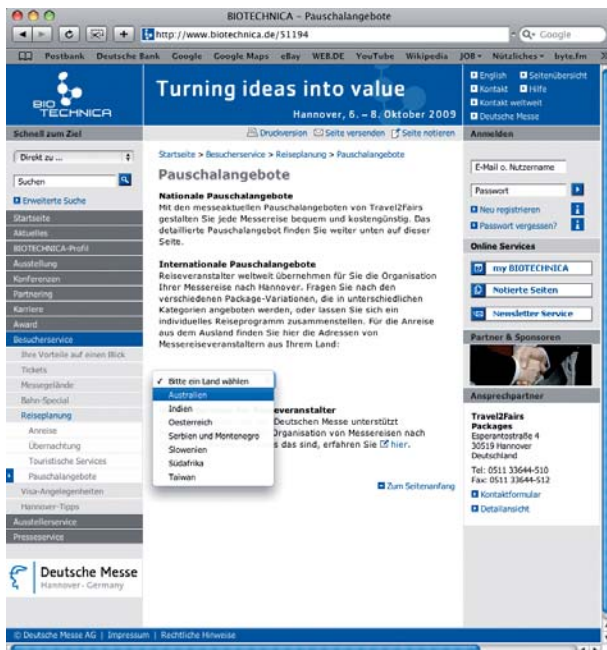 BIOTECHNICA – Pauschalangebote
http://www.biotechnica.de/51194
Google
Postbank Deutsche Bank Google Google Maps eBay WEB.DE YouTube Wikipedia JOB Nützliches byte.fm
BIO
TECHNICA
Turning ideas into value
Hannover, 6. – 8. Oktober 2009
English Seitenübersicht
Kontakt Hilfe
Kontakt weltweit
Deutsche Messe
Schnell zum Ziel
Direkt zu ...
Suchen
Erweiterte Suche
Startseite
Aktuelles
BIOTECHNICA-Profil
Ausstellung
Konferenzen
Partnering
Karriere
Award
Besucherservice
Ihre Vorteile auf einen Blick
Tickets
Messegelände
Bahn-Special
Reiseplanung
Anreise
Übernachtung
Touristische Services
Pauschalangebote
Visa-Angelegenheiten
Hannover-Tipps
Ausstellerservice
Presseservice
Deutsche Messe
Hannover - Germany
Druckversion Seite versenden Seite notieren
Startseite > Besucherservice > Reiseplanung > Pauschalangebote
Pauschalangebote
Nationale Pauschalangebote
Mit den messeaktuellen Pauschalangeboten von Travel2Fairs
gestalten Sie jede Messereise bequem und kostengünstig. Das
detaillierte Pauschalangebot finden Sie weiter unten auf dieser
Seite.
Internationale Pauschalangebote
Reiseveranstalter weltweit übernehmen für Sie die Organisation
Ihrer Messereise nach Hannover. Fragen Sie nach den
verschiedenen Package-Variationen, die in unterschiedlichen
Kategorien angeboten werden, oder lassen Sie sich ein
individuelles Reiseprogramm zusammenstellen. Für die Anreise
aus dem Ausland finden Sie hier die Adressen von
Messereiseveranstaltern aus Ihrem Land:
✓ Bitte ein Land wählen
Australien
Indien
Oesterreich
Serbien und Montenegro
Slowenien
Südafrika
Taiwan
everanstalter
Deutschen Messe unterstützt
Organisation von Messereisen nach
s das sind, erfahren Sie hier.
Zum Seitenanfang
Anmelden
E-Mail o. Nutzername
Passwort
Neu registrieren
Passwort vergessen?
Online Services
my BIOTECHNICA
Notierte Seiten
Newsletter Service
Partner & Sponsoren
Ansprechpartner
Travel2Fairs
Packages
Esperantostraße 4
30519 Hannover
Deutschland
Tel: 0511 33644-510
Fax: 0511 33644-512
Kontaktformular
Detailansicht
© Deutsche Messe AG | Impressum | Rechtliche Hinweise